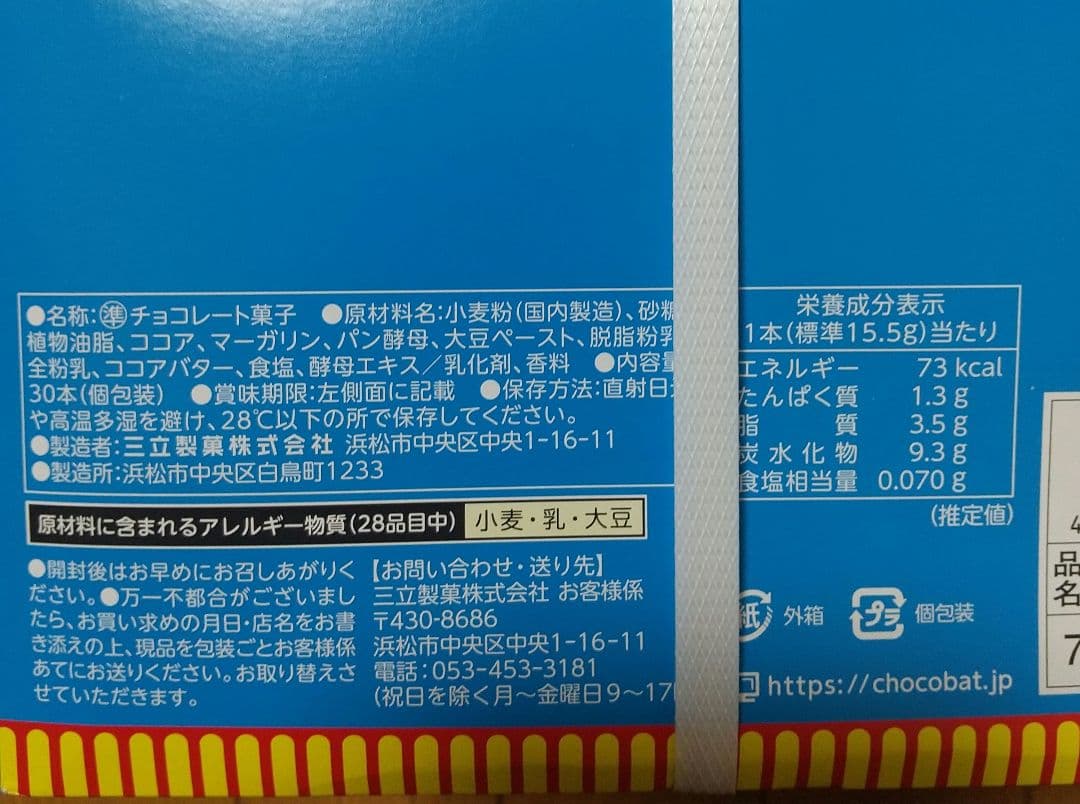 ●名称:準チョコレート菓子 ●原材料名:小麦粉(国内製造)、砂糖
植物油脂、ココア、マーガリン、パン酵母、大豆ペースト、脱脂粉乳
全粉乳、ココアバター、食塩、酵母エキス/乳化剤、香料 ●内容量
30本(個包装) ●賞味期限:左側面に記載 ●保存方法:直射日
や高温多湿を避け、28℃以下の所で保存してください。
●製造者:三立製菓株式会社 浜松市中央区中央1-16-11
●製造所:浜松市中央区白鳥町1233
原材料に含まれるアレルギー物質(28品目中) 小麦・乳・大豆
●開封後はお早めにお召しあがりく
ださい。●万一不都合がございまし
たら、お買い求めの月日・店名をお書
き添えの上、現品を包装ごとお客様係
あてにお送りください。お取り替えさ
せていただきます。
【お問い合わせ・送り先】
三立製菓株式会社 お客様係
〒430-8686
浜松市中央区中央1-16-11
電話:053-453-3181
(祝日を除く月～金曜日9～17
栄養成分表示
1本(標準15.5g)当たり
エネルギー 73 kcal
たんぱく質 1.3 g
脂質 3.5 g
炭水化物 9.3 g
食塩相当量 0.070 g
(推定値)
紙 外箱 プラ 個包装
https://chocobat.jp
4
品
名
7